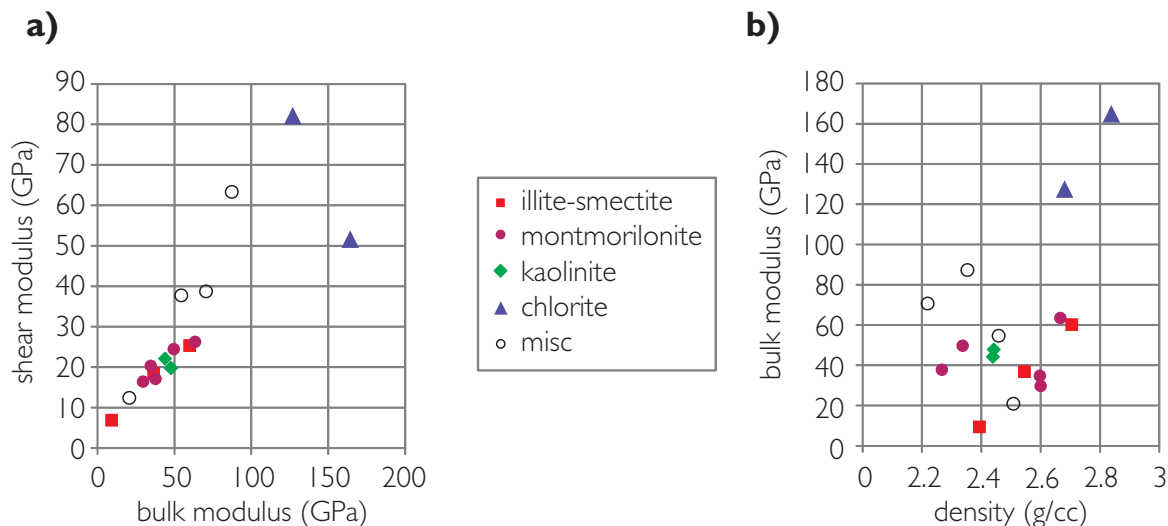 a)
90
80
70
60
50
40
30
20
10
0
shear modulus (GPa)
0 50 100 150 200
bulk modulus (GPa)
illite-smectite
montmorilonite
kaolinite
chlorite
misc
b)
180
160
140
120
100
80
60
40
20
0
bulk modulus (GPa)
0 2.2 2.4 2.6 2.8 3
density (g/cc)